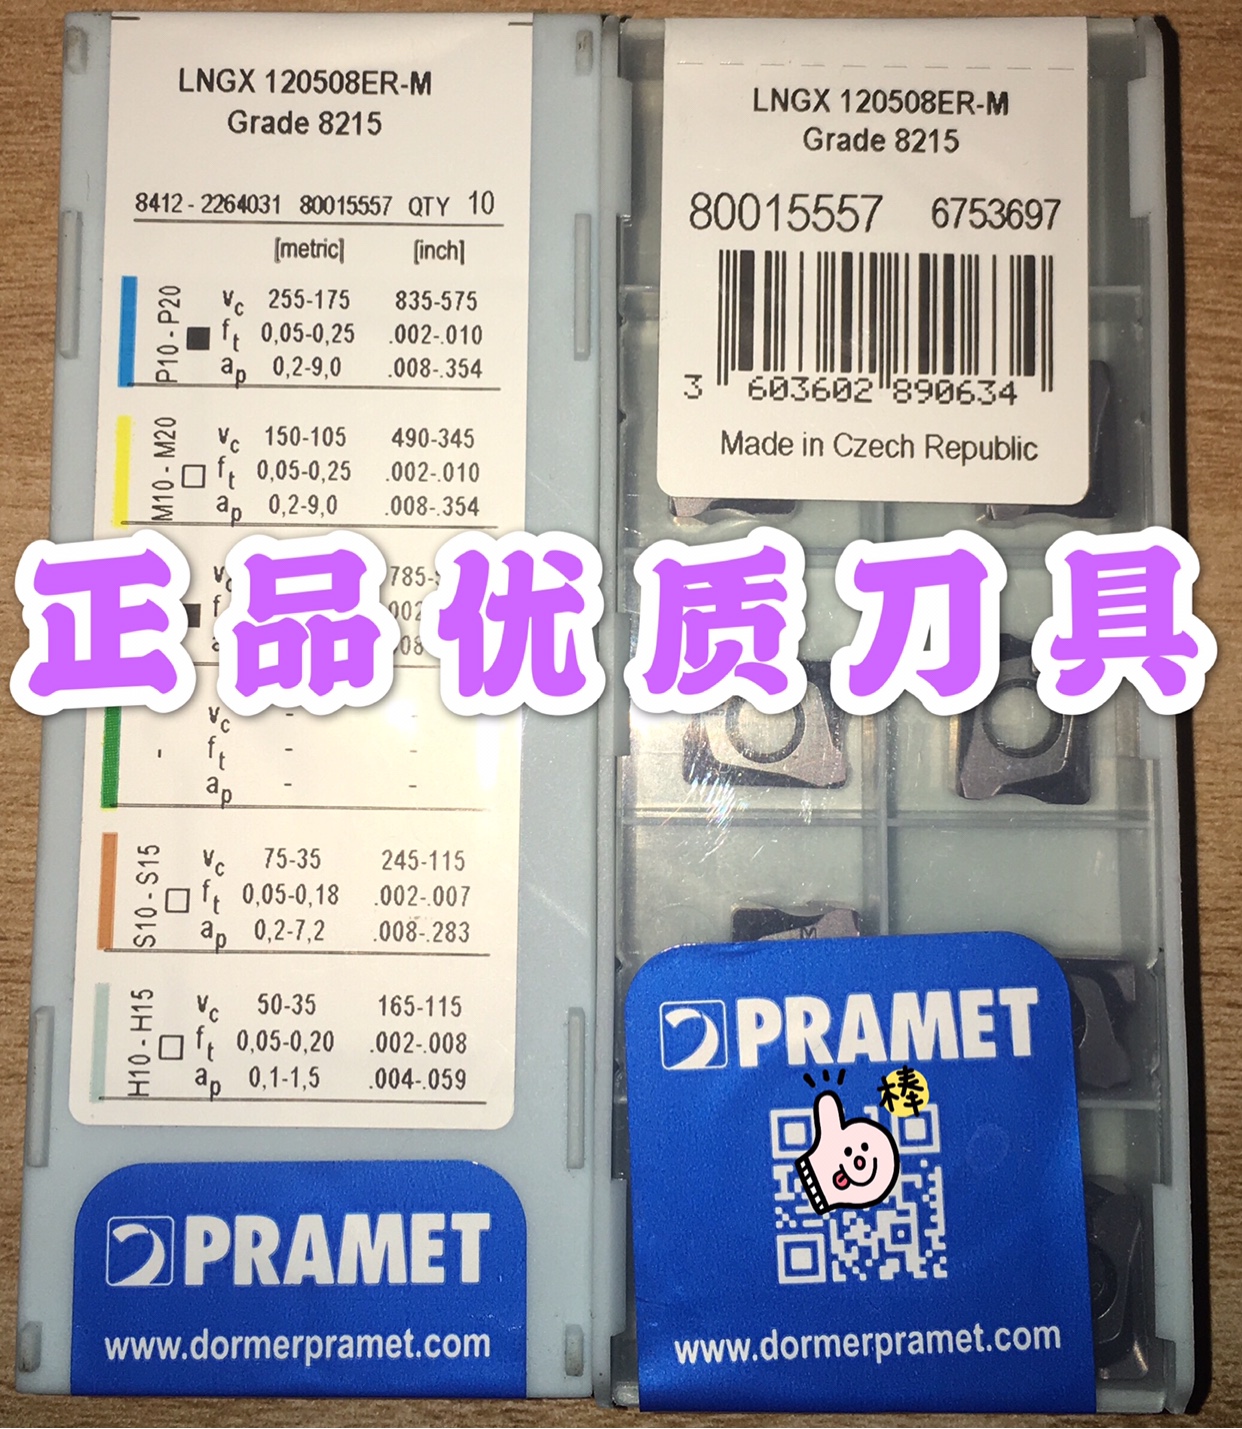 LNGX 120508ER-M
Grade 8215
8412 - 2264031 80015557 QTY 10
[metric] [inch]
P10 - P20
vc 255-175 835-575
ft 0,05-0,25 .002-.010
ap 0,2-9,0 .008-.354
M10 - M20
vc 150-105 490-345
ft 0,05-0,25 .002-.010
ap 0,2-9,0 .008-.354
正品优质刀具
vc - -
ft - -
ap - -
S10 - S15
vc 75-35 245-115
ft 0,05-0,18 .002-.007
ap 0,2-7,2 .008-.283
H10 - H15
vc 50-35 165-115
ft 0,05-0,20 .002-.008
ap 0,1-1,5 .004-.059
PRAMET
www.dormerpramet.com
LNGX 120508ER-M
Grade 8215
80015557 6753697
3 603602 890634
Made in Czech Republic
M
PRAMET
棒
www.dormerpramet.com